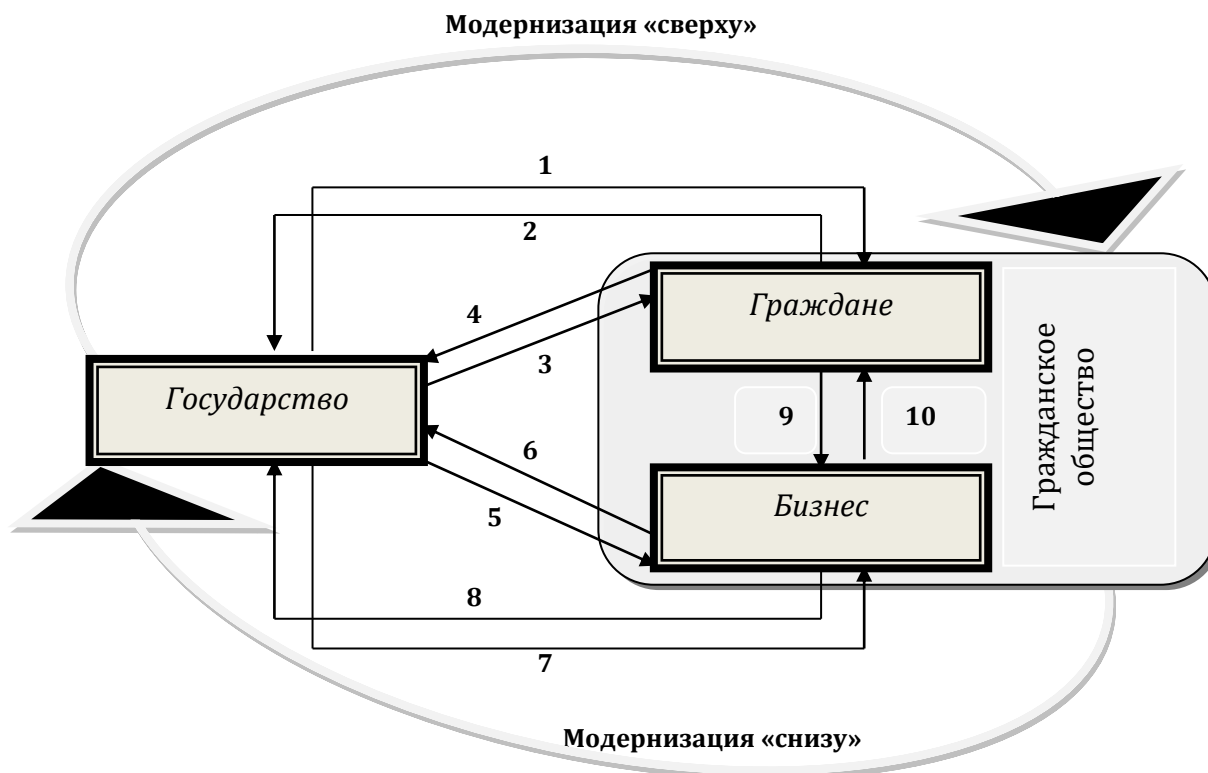 Модернизация «сверху»
1
2
Граждане
4
3
Государство
Гражданское
общество
9
10
6
5
Бизнес
8
7
Модернизация «снизу»